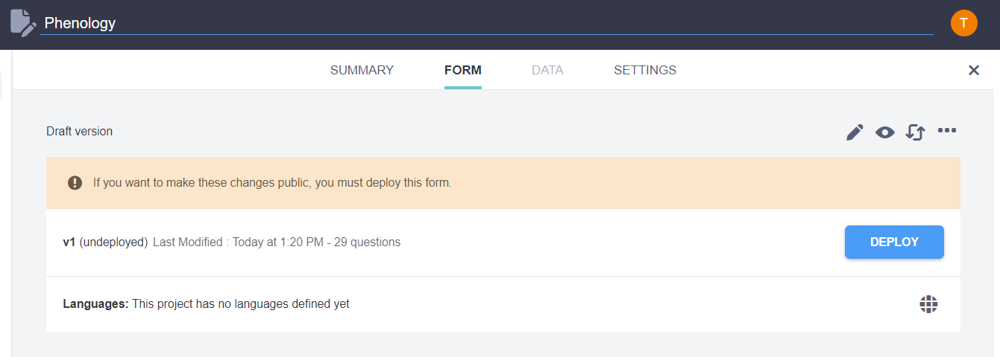 Phenology
T
SUMMARY FORM DATA SETTINGS
Draft version
If you want to make these changes public, you must deploy this form.
v1 (undeployed) Last Modified : Today at 1:20 PM - 29 questions
DEPLOY
Languages: This project has no languages defined yet